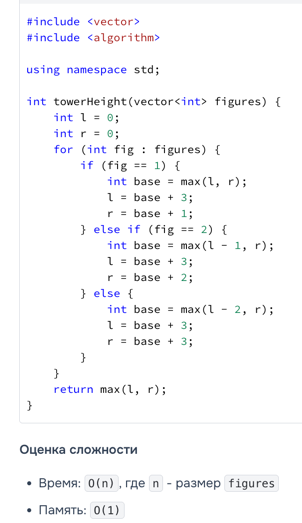 #include <vector>
#include <algorithm>

using namespace std;

int towerHeight(vector<int> figures) {
    int l = 0;
    int r = 0;
    for (int fig : figures) {
        if (fig == 1) {
            int base = max(l, r);
            l = base + 3;
            r = base + 1;
        } else if (fig == 2) {
            int base = max(l - 1, r);
            l = base + 3;
            r = base + 2;
        } else {
            int base = max(l - 2, r);
            l = base + 3;
            r = base + 3;
        }
    }
    return max(l, r);
}

Оценка сложности
• Время: O(n), где n - размер figures
• Память: O(1)